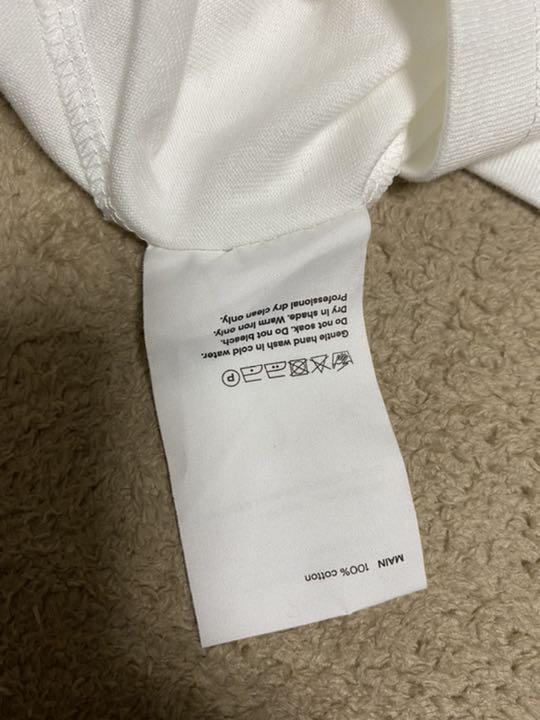 MAIN 100% cotton
P
Gentle hand wash in cold water.
Do not soak. Do not bleach.
Dry in shade. Warm Iron only.
Professional dry clean only.